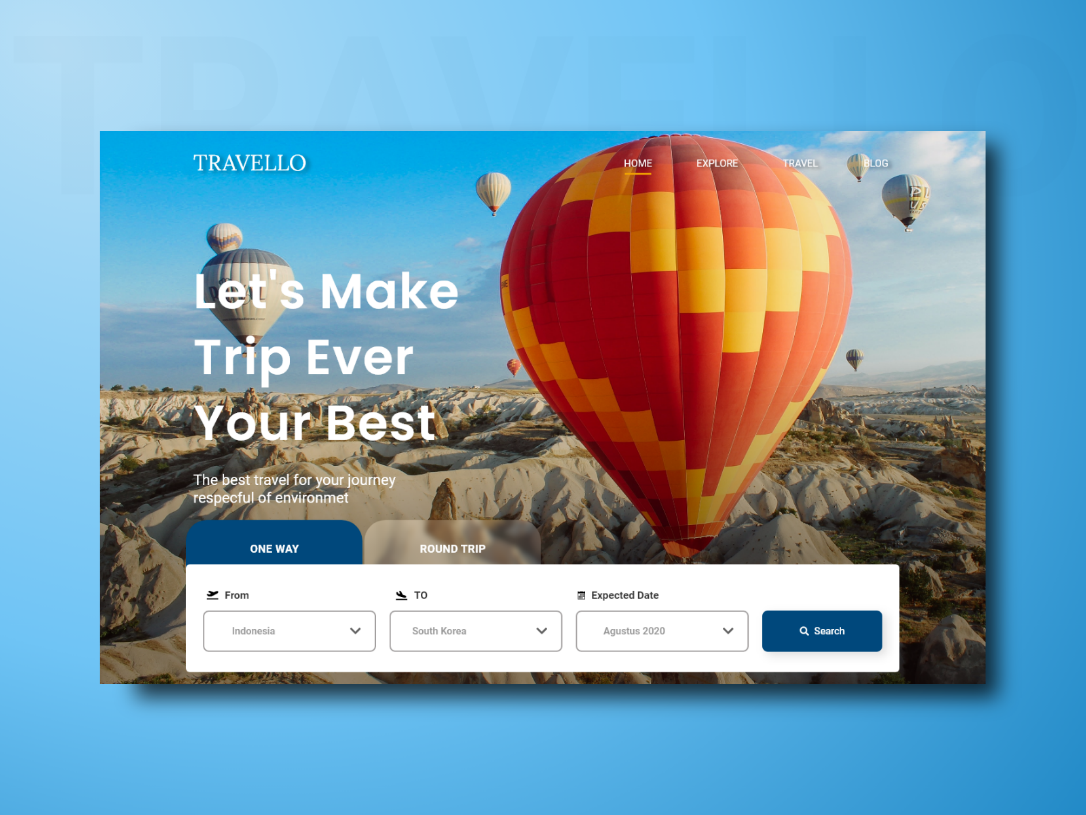 TRAVELLO
TRAVELLO
HOME EXPLORE TRAVEL BLOG
Let's Make
Trip Ever
Your Best
The best travel for your journey
respecful of environmet
ONE WAY ROUND TRIP
From TO Expected Date
Indonesia South Korea Agustus 2020 Search